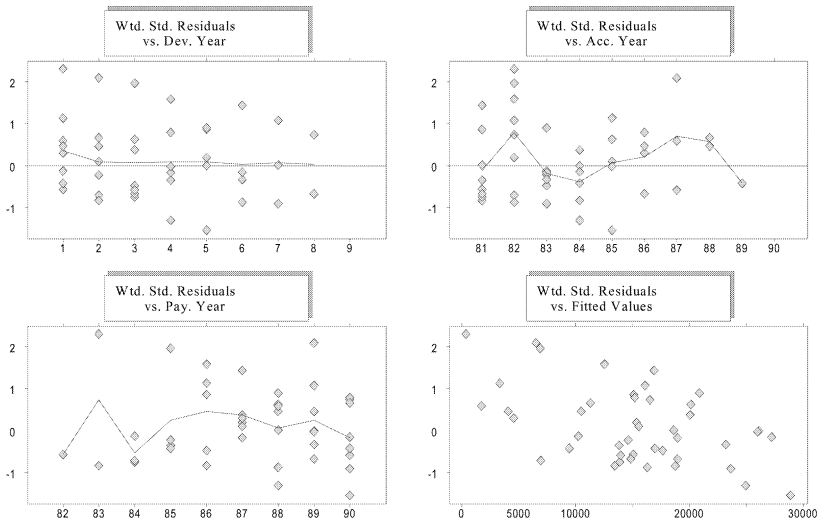 Wtd. Std. Residuals
vs. Dev. Year
2
1
0
-1
1 2 3 4 5 6 7 8 9
Wtd. Std. Residuals
vs. Acc. Year
2
1
0
-1
81 82 83 84 85 86 87 88 89 90
Wtd. Std. Residuals
vs. Pay. Year
2
1
0
-1
82 83 84 85 86 87 88 89 90
Wtd. Std. Residuals
vs. Fitted Values
2
1
0
-1
0 5000 10000 15000 20000 25000 30000